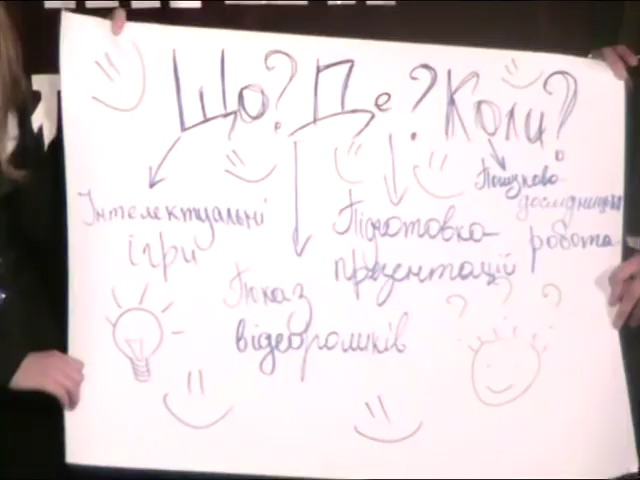 Що? Де? Коли?
Інтелектуальні
ігри
Показ
відеороликів
Підготовка
презентацій
Пошуково-
дослідницька
робота
? ? ?